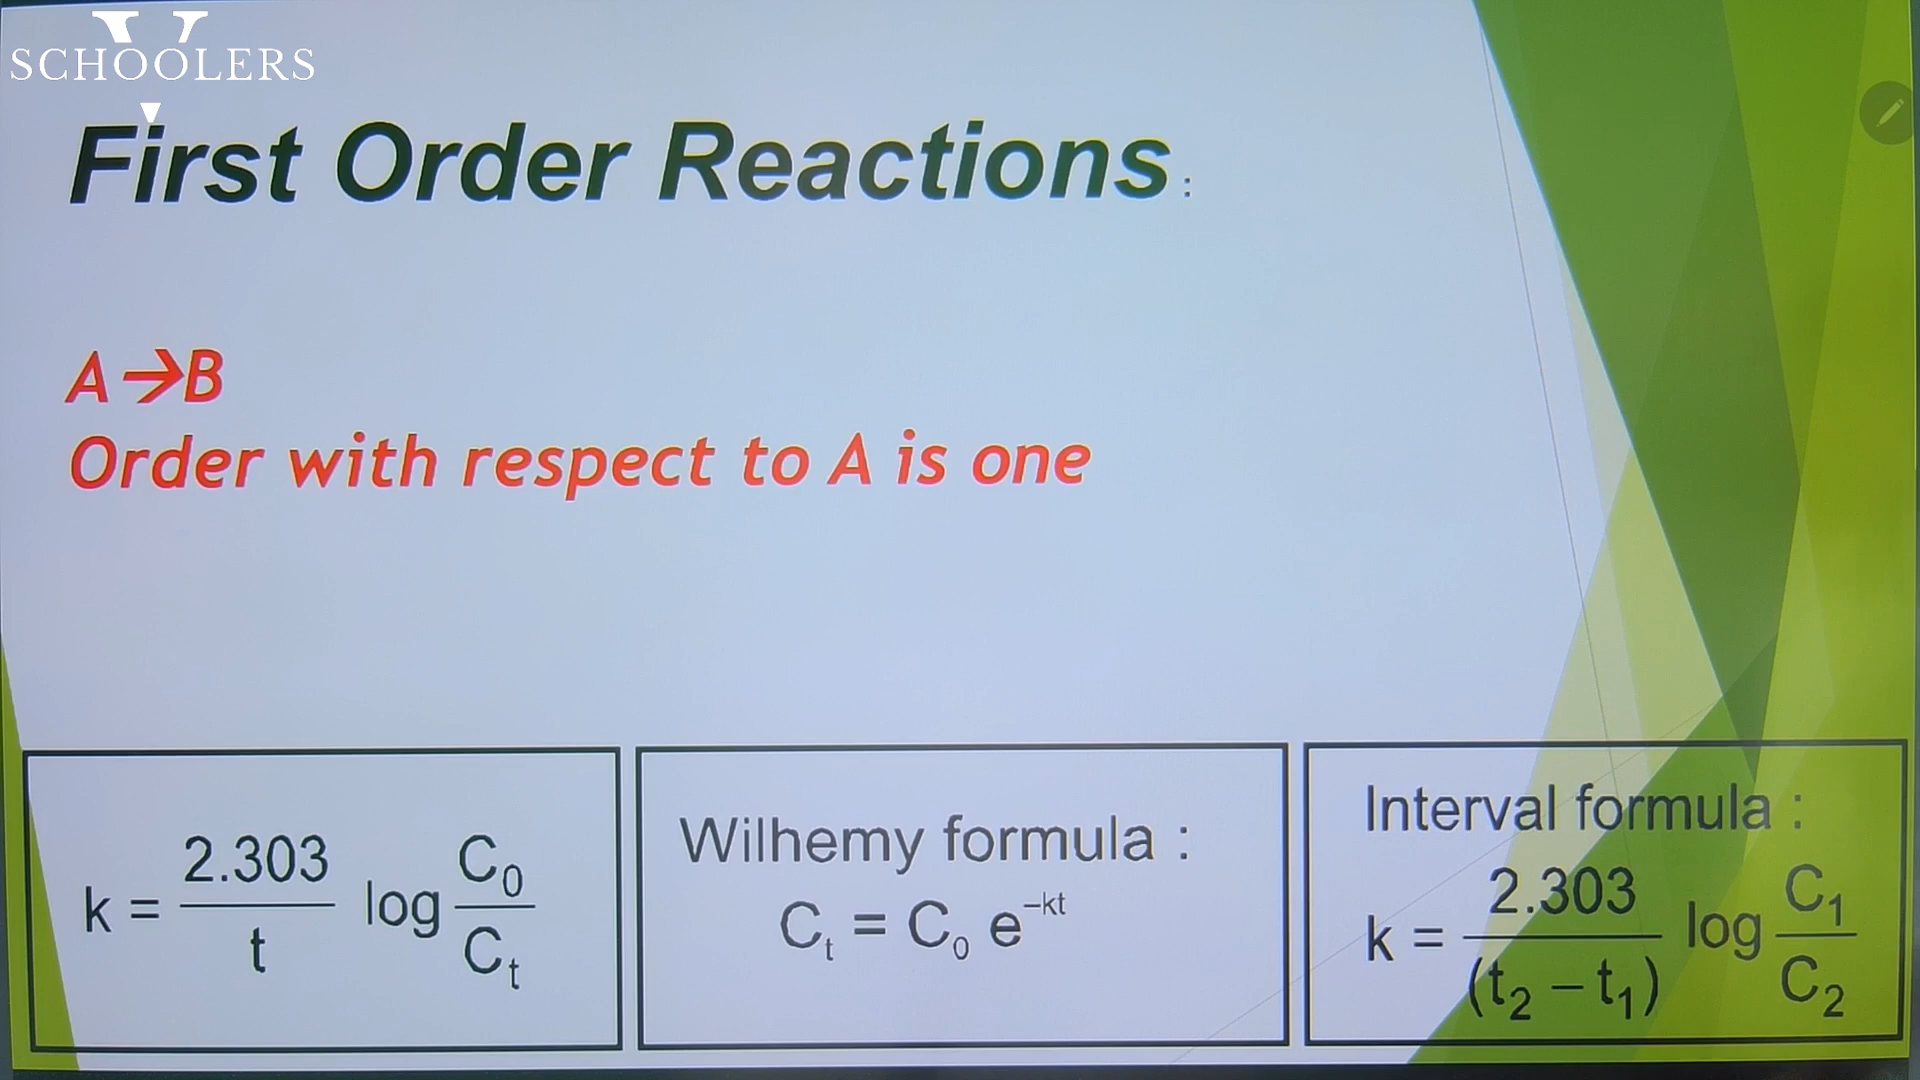 V
SCHOOLERS
First Order Reactions :
A→B
Order with respect to A is one
k = 2.303/t log C₀/Cₜ
Wilhemy formula :
Cₜ = C₀ e⁻ᵏᵗ
Interval formula :
k = 2.303/(t₂ – t₁) log C₁/C₂